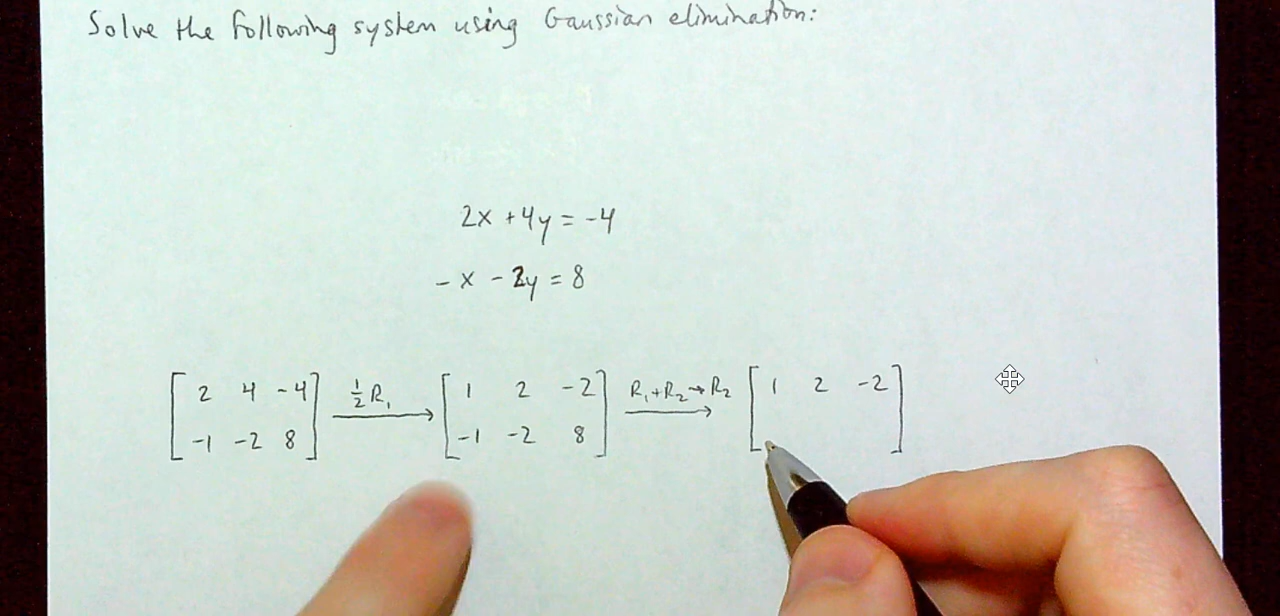 Solve the following system using Gaussian elimination:
2x + 4y = -4
-x - 2y = 8
[2 4 -4] ½R₁ [1 2 -2] R₁+R₂→R₂ [1 2 -2]
[-1 -2 8] → [-1 -2 8] →